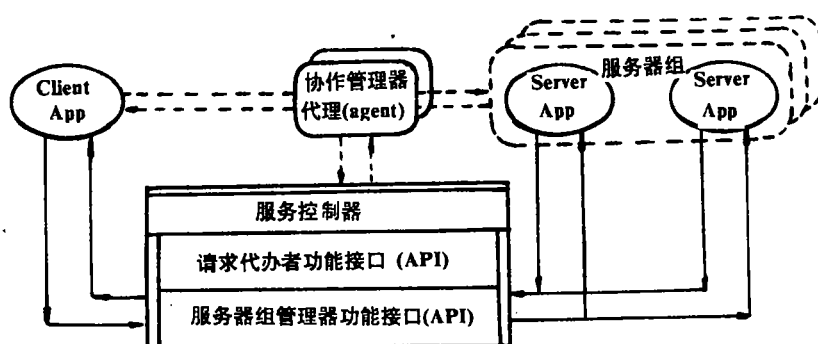 Client
App
协作管理器
代理(agent)
服务器组
Server
App
Server
App
服务控制器
请求代办者功能接口 (API)
服务器组管理器功能接口(API)